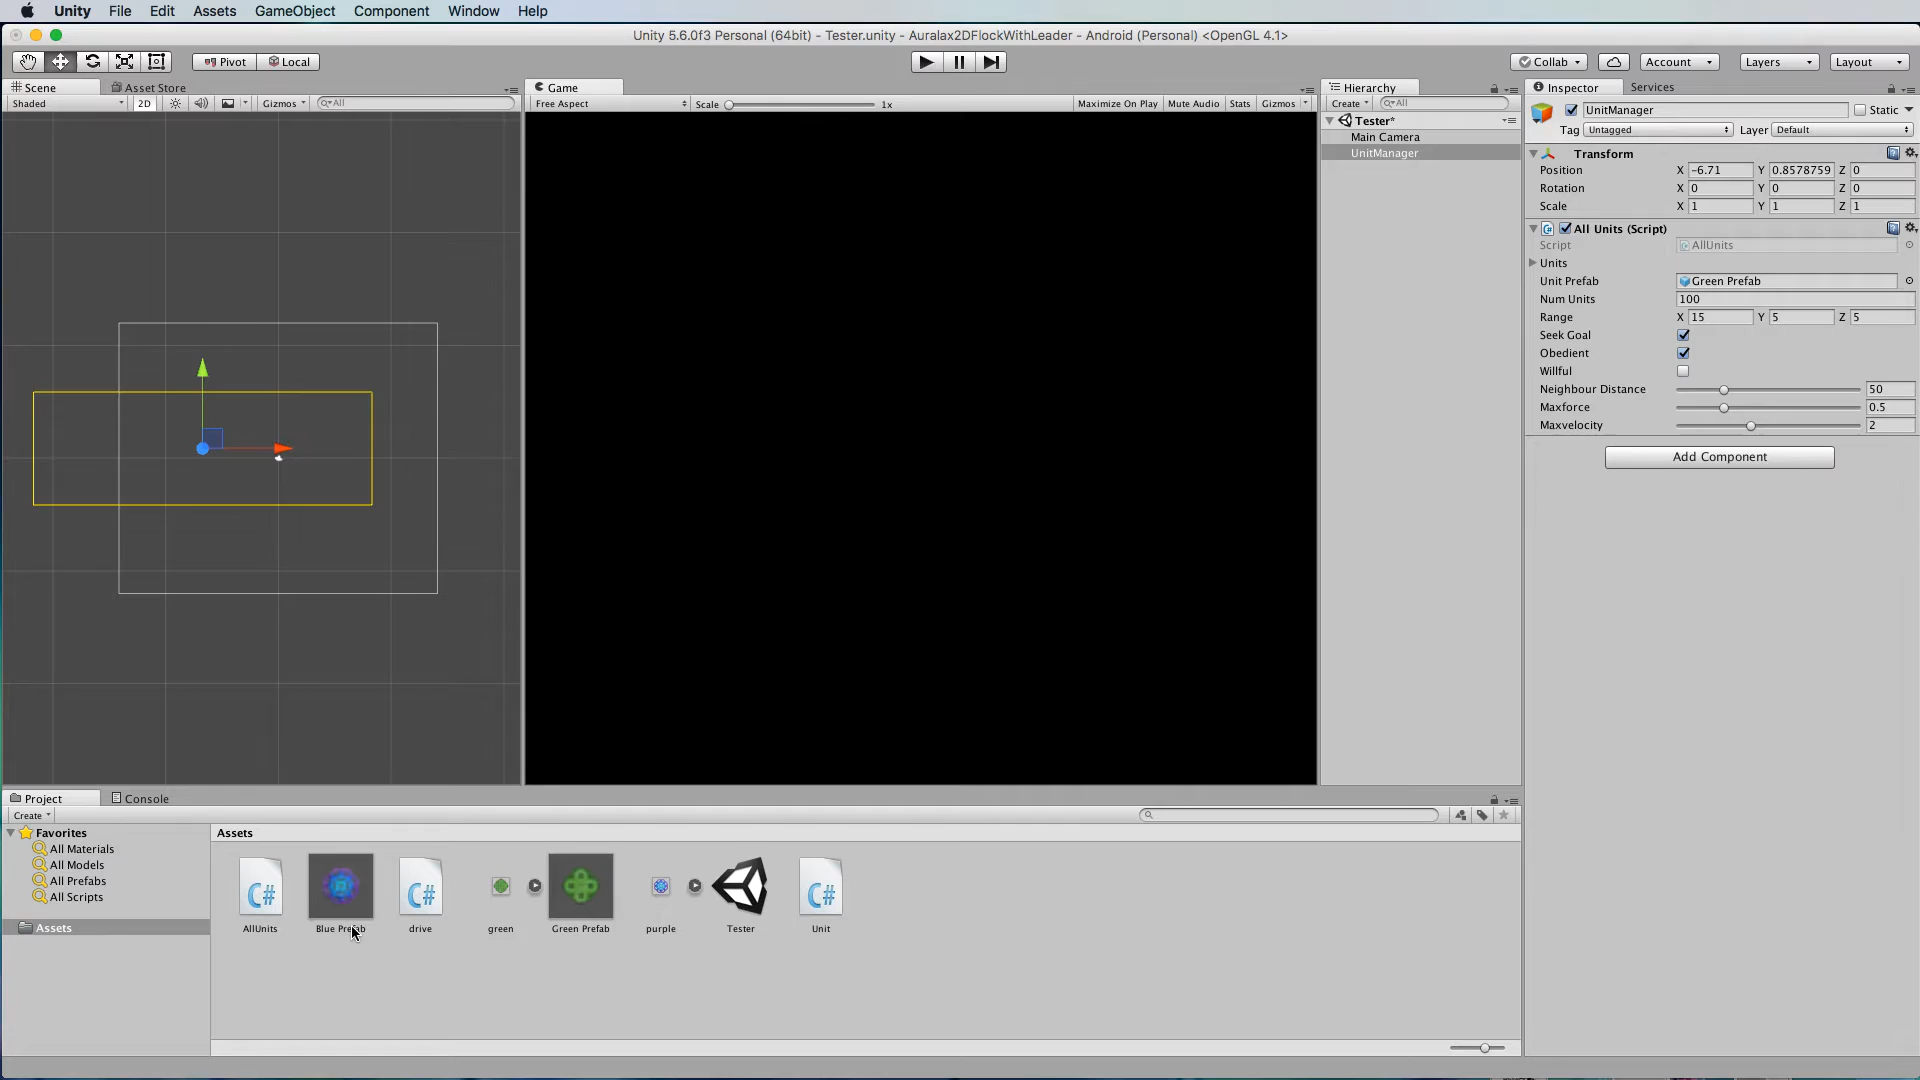 Unity File Edit Assets GameObject Component Window Help
Unity 5.6.0f3 Personal (64bit) - Tester.unity - Auralax2DFlockWithLeader - Android (Personal) <OpenGL 4.1>
Pivot Local Collab Account Layers Layout
Scene Asset Store Game Hierarchy Inspector Services
Shaded 2D Gizmos All Free Aspect Scale 1x Maximize On Play Mute Audio Stats Gizmos Create All
Tester*
Main Camera
UnitManager
UnitManager Static
Tag Untagged Layer Default
Transform
Position X -6.71 Y 0.8578759 Z 0
Rotation X 0 Y 0 Z 0
Scale X 1 Y 1 Z 1
C# All Units (Script)
Script AllUnits
Units
Unit Prefab Green Prefab
Num Units 100
Range X 15 Y 5 Z 5
Seek Goal
Obedient
Willful
Neighbour Distance 50
Maxforce 0.5
Maxvelocity 2
Add Component
Project Console
Create
Favorites
All Materials
All Models
All Prefabs
All Scripts
Assets
Assets
C# C# C#
AllUnits Blue Prefab drive green Green Prefab purple Tester Unit